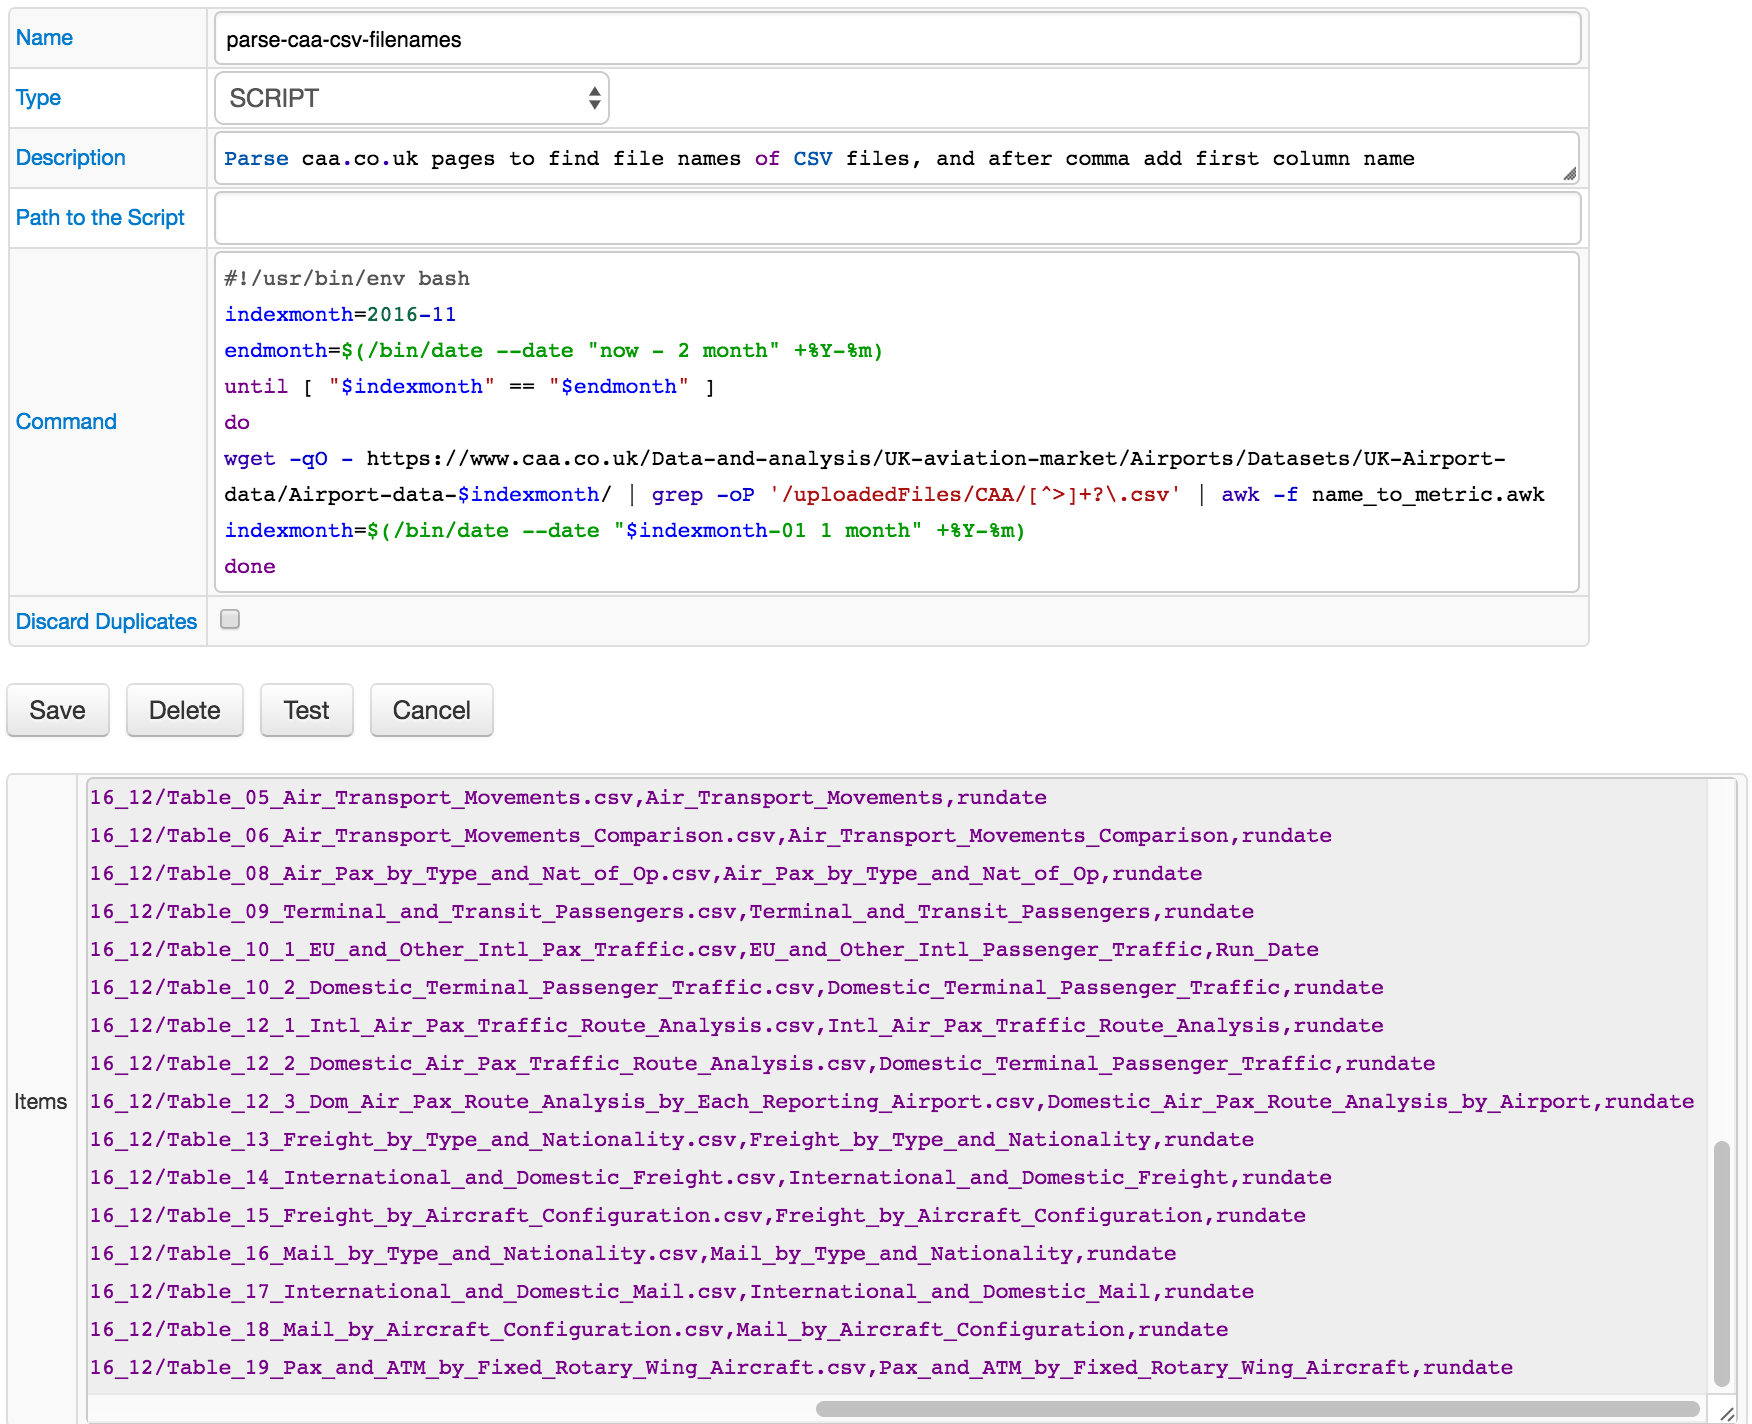 Name
parse-caa-csv-filenames
Type
SCRIPT
Description
Parse caa.co.uk pages to find file names of CSV files, and after comma add first column name
Path to the Script
Command
#!/usr/bin/env bash
indexmonth=2016-11
endmonth=$(/bin/date --date "now - 2 month" +%Y-%m)
until [ "$indexmonth" == "$endmonth" ]
do
wget -qO - https://www.caa.co.uk/Data-and-analysis/UK-aviation-market/Airports/Datasets/UK-Airport-
data/Airport-data-$indexmonth/ | grep -oP '/uploadedFiles/CAA/[^>]+?\.csv' | awk -f name_to_metric.awk
indexmonth=$(/bin/date --date "$indexmonth-01 1 month" +%Y-%m)
done
Discard Duplicates
Save Delete Test Cancel
Items
16_12/Table_05_Air_Transport_Movements.csv,Air_Transport_Movements,rundate
16_12/Table_06_Air_Transport_Movements_Comparison.csv,Air_Transport_Movements_Comparison,rundate
16_12/Table_08_Air_Pax_by_Type_and_Nat_of_Op.csv,Air_Pax_by_Type_and_Nat_of_Op,rundate
16_12/Table_09_Terminal_and_Transit_Passengers.csv,Terminal_and_Transit_Passengers,rundate
16_12/Table_10_1_EU_and_Other_Intl_Pax_Traffic.csv,EU_and_Other_Intl_Passenger_Traffic,Run_Date
16_12/Table_10_2_Domestic_Terminal_Passenger_Traffic.csv,Domestic_Terminal_Passenger_Traffic,rundate
16_12/Table_12_1_Intl_Air_Pax_Traffic_Route_Analysis.csv,Intl_Air_Pax_Traffic_Route_Analysis,rundate
16_12/Table_12_2_Domestic_Air_Pax_Traffic_Route_Analysis.csv,Domestic_Terminal_Passenger_Traffic,rundate
16_12/Table_12_3_Dom_Air_Pax_Route_Analysis_by_Each_Reporting_Airport.csv,Domestic_Air_Pax_Route_Analysis_by_Airport,rundate
16_12/Table_13_Freight_by_Type_and_Nationality.csv,Freight_by_Type_and_Nationality,rundate
16_12/Table_14_International_and_Domestic_Freight.csv,International_and_Domestic_Freight,rundate
16_12/Table_15_Freight_by_Aircraft_Configuration.csv,Freight_by_Aircraft_Configuration,rundate
16_12/Table_16_Mail_by_Type_and_Nationality.csv,Mail_by_Type_and_Nationality,rundate
16_12/Table_17_International_and_Domestic_Mail.csv,International_and_Domestic_Mail,rundate
16_12/Table_18_Mail_by_Aircraft_Configuration.csv,Mail_by_Aircraft_Configuration,rundate
16_12/Table_19_Pax_and_ATM_by_Fixed_Rotary_Wing_Aircraft.csv,Pax_and_ATM_by_Fixed_Rotary_Wing_Aircraft,rundate